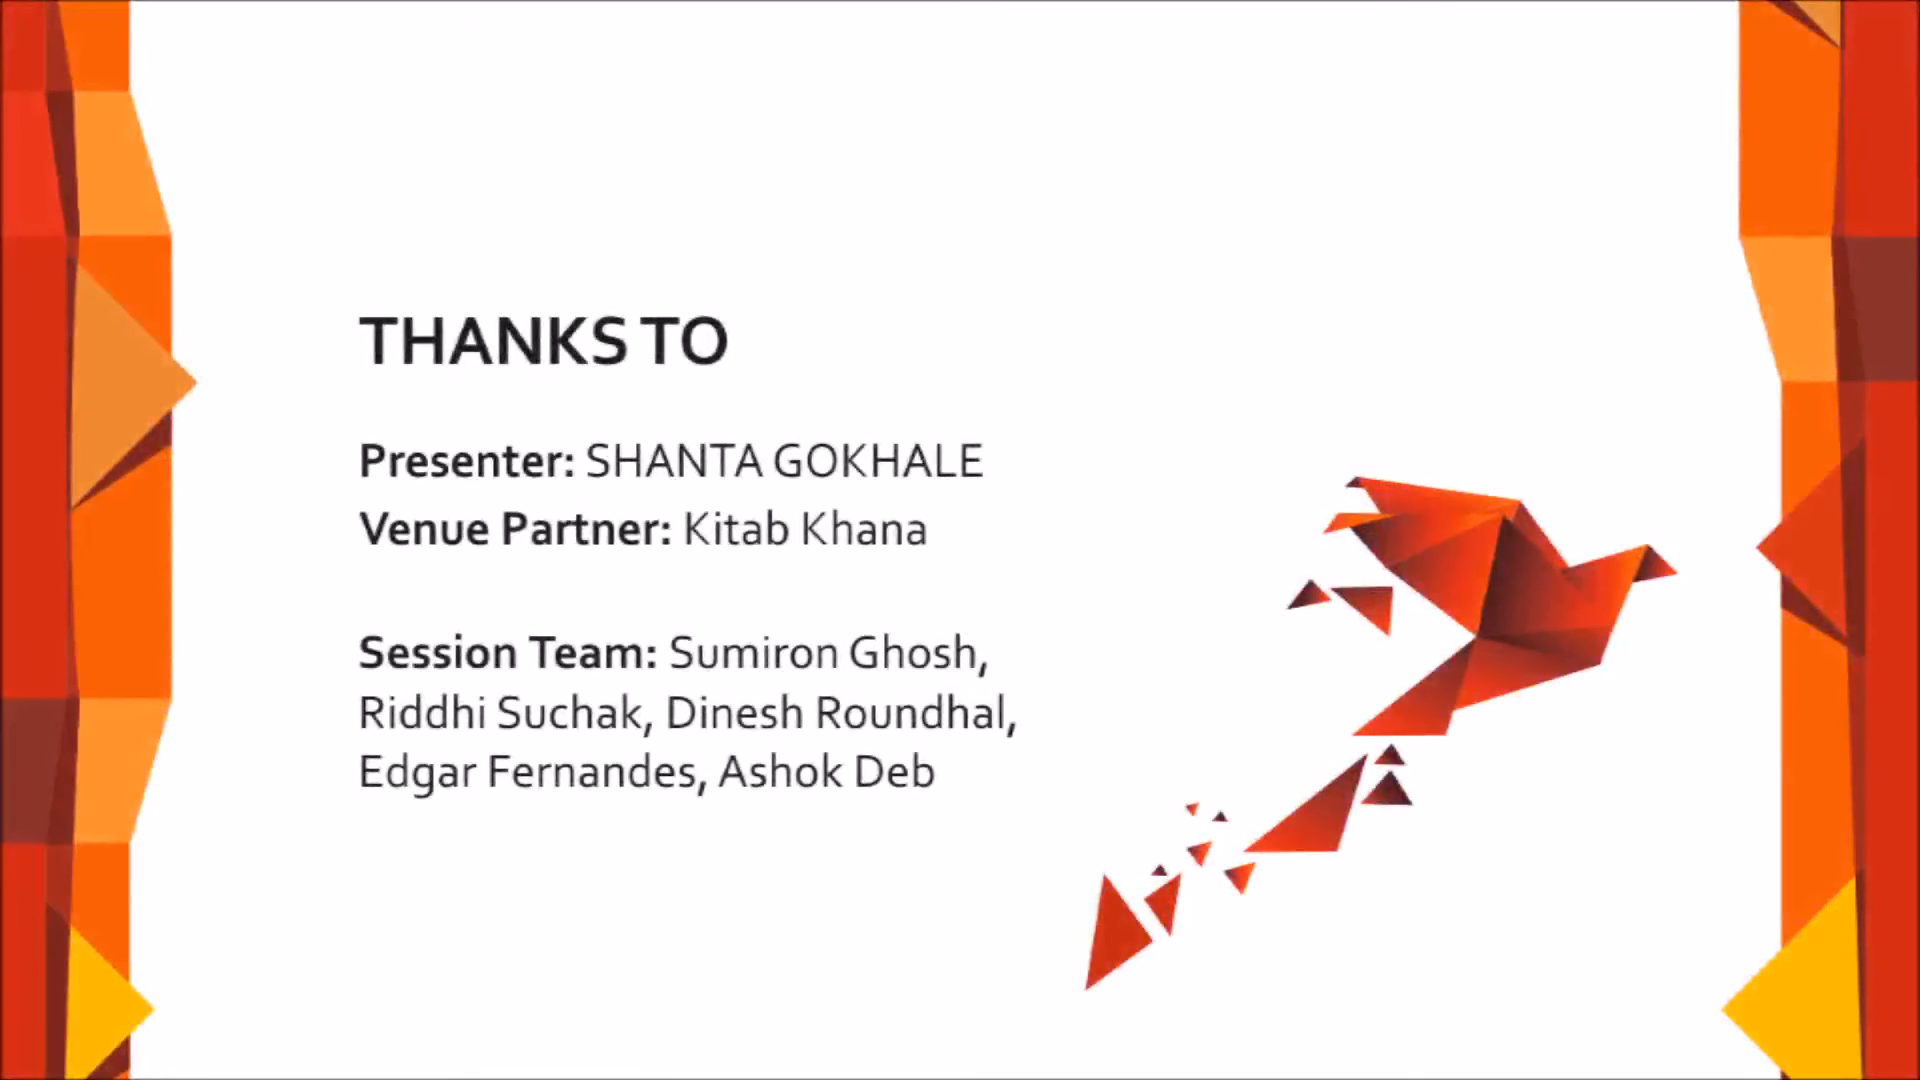 THANKS TO
Presenter: SHANTA GOKHALE
Venue Partner: Kitab Khana
Session Team: Sumiron Ghosh,
Riddhi Suchak, Dinesh Roundhal,
Edgar Fernandes, Ashok Deb